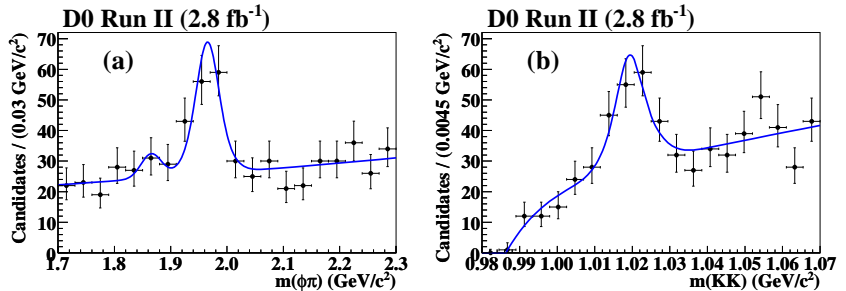 D0 Run II (2.8 fb⁻¹)
(a)
Candidates / (0.03 GeV/c²)
70
60
50
40
30
20
10
0
1.7 1.8 1.9 2 2.1 2.2 2.3
m(ϕπ) (GeV/c²)
D0 Run II (2.8 fb⁻¹)
(b)
Candidates / (0.0045 GeV/c²)
70
60
50
40
30
20
10
0
0.98 0.99 1.00 1.01 1.02 1.03 1.04 1.05 1.06 1.07
m(KK) (GeV/c²)